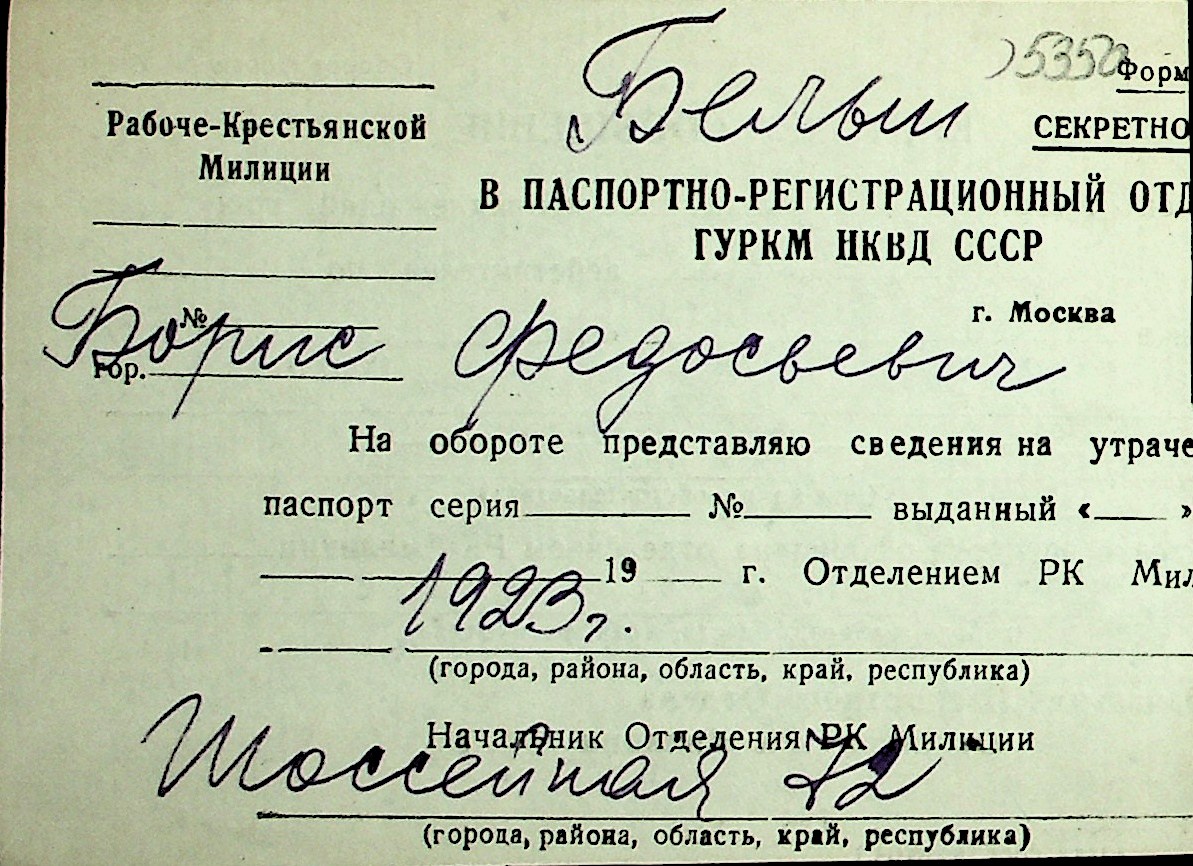 Белый
5350
Форм
Рабоче-Крестьянской
Милиции
СЕКРЕТНО
В ПАСПОРТНО-РЕГИСТРАЦИОННЫЙ ОТД
ГУРКМ НКВД СССР
№
г. Москва
Борис Федосьевич
гор.
На обороте представляю сведения на утраче
паспорт серия № выданный « »
19 г. Отделением РК Мил
1923 г.
(города, района, область, край, республика)
Начальник Отделения РК Милиции
Шоссейная 42
(города, района, область, край, республика)